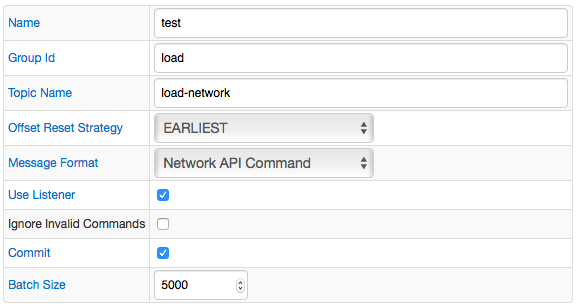 Name test
Group Id load
Topic Name load-network
Offset Reset Strategy EARLIEST
Message Format Network API Command
Use Listener
Ignore Invalid Commands
Commit
Batch Size 5000